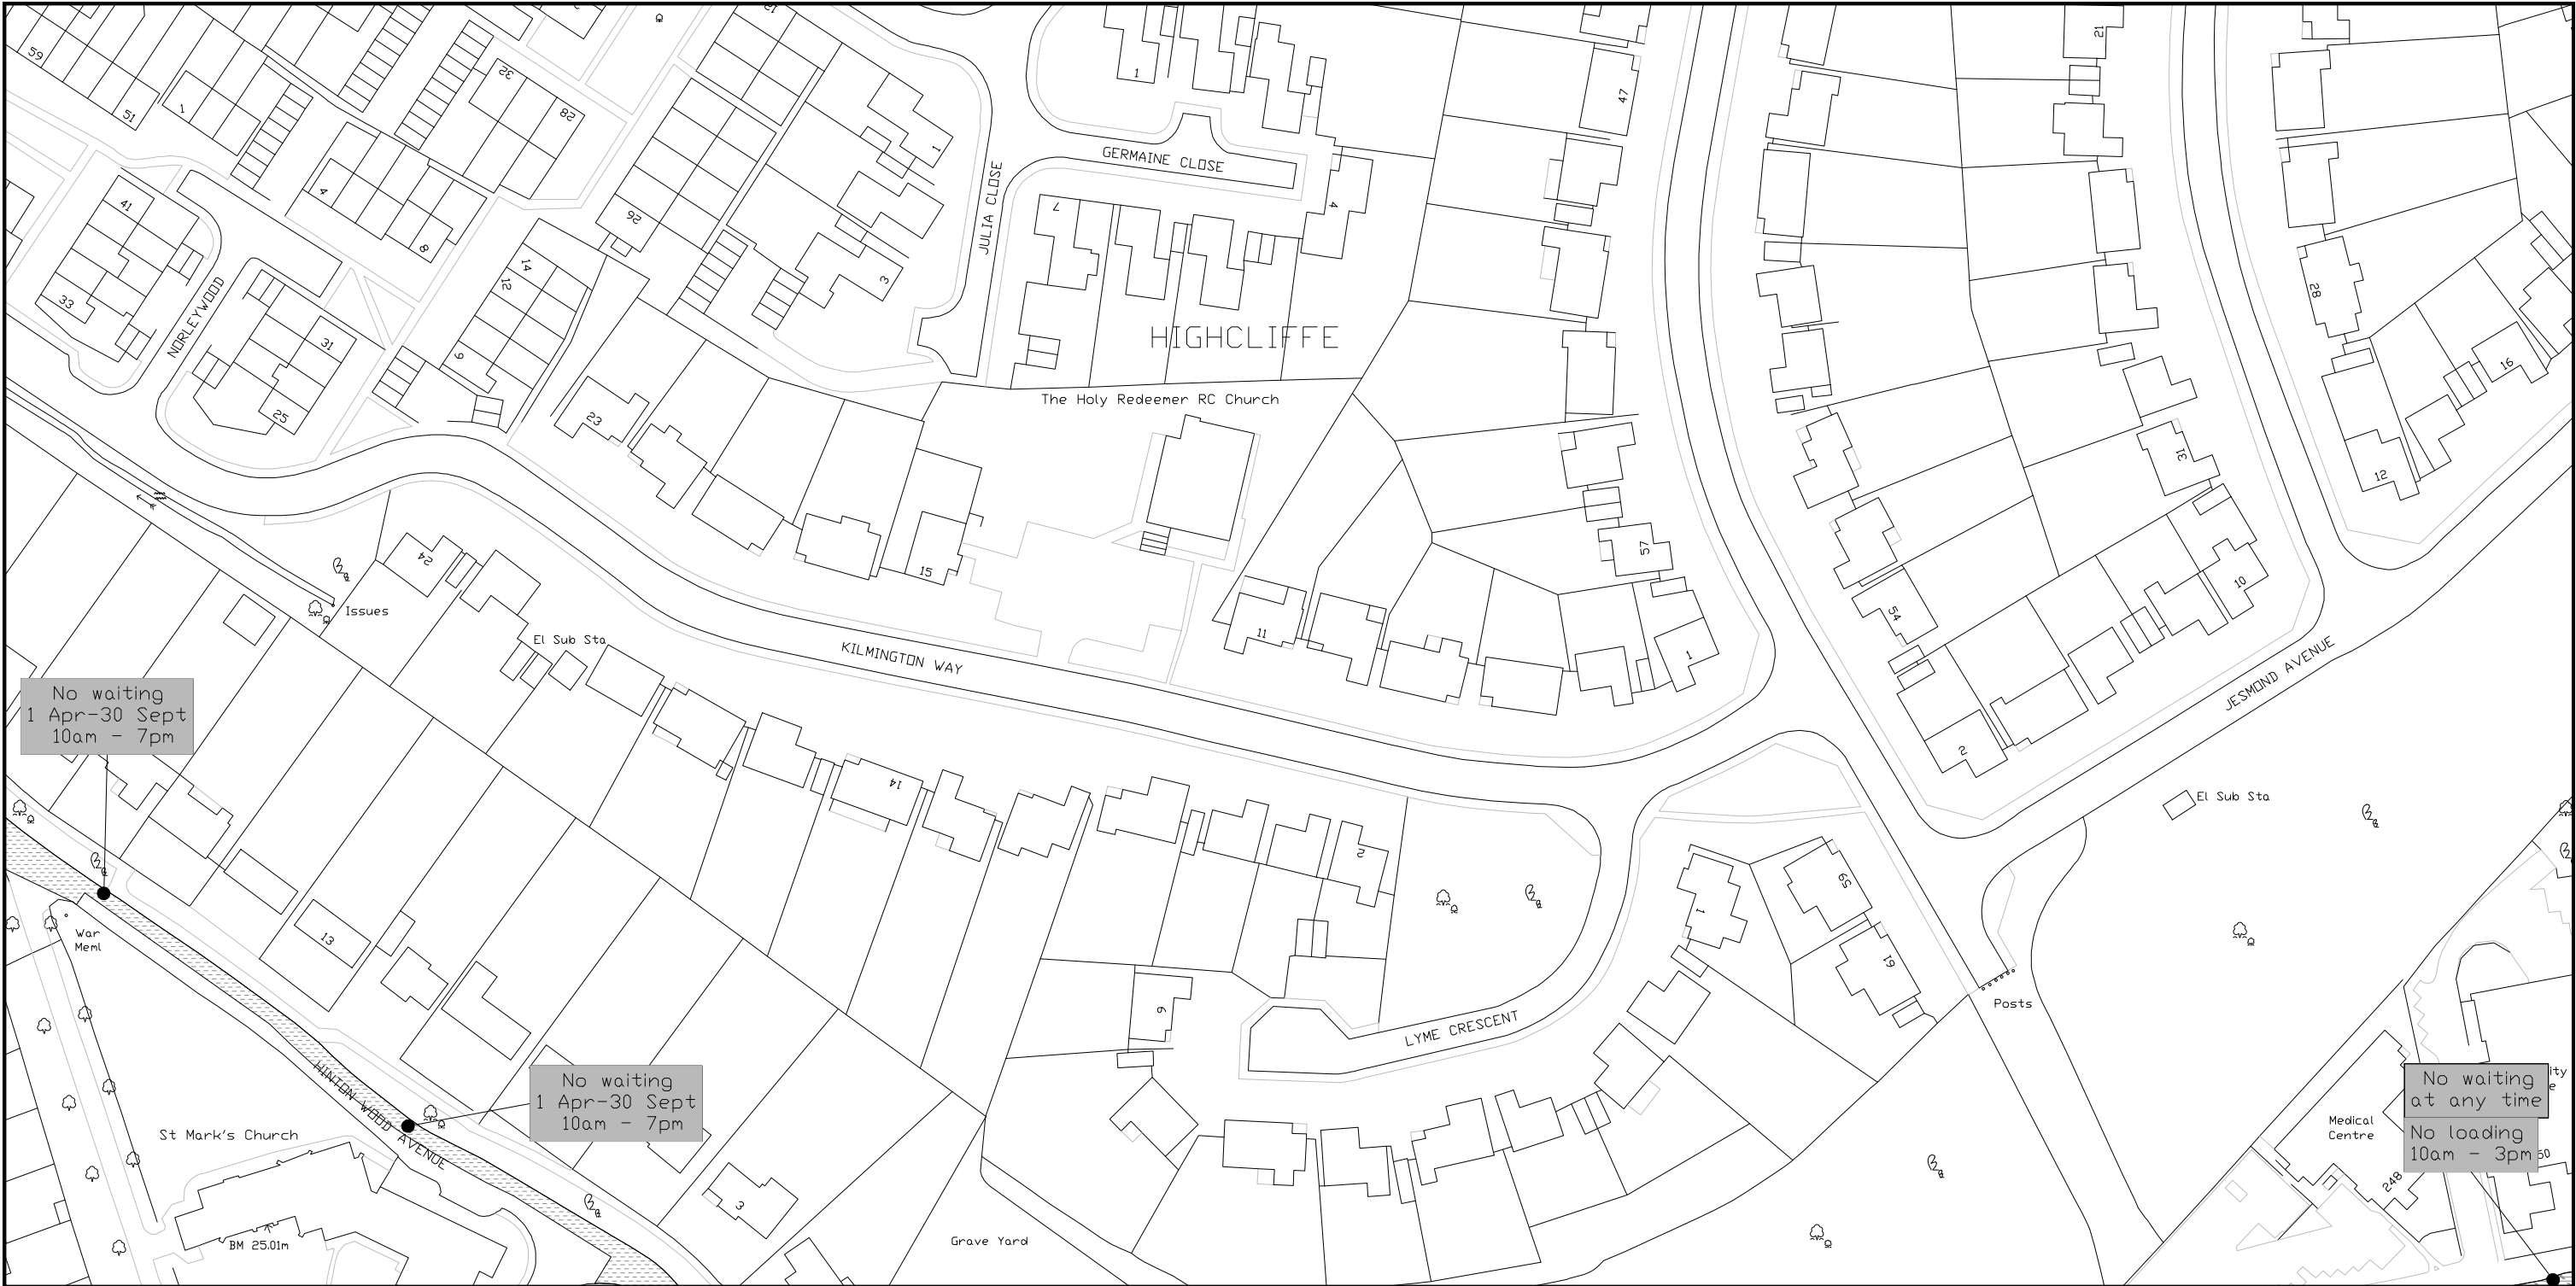 59
51
1
32
28
12
1
1
47
21
41
33
4
8
26
14
12
9
3
7
4
28
16
12
NORLEYWOOD
JULIA CLOSE
GERMAINE CLOSE
HIGHCLIFFE
The Holy Redeemer RC Church
31
25
23
15
24
Issues
El Sub Sta
KILMINGTON WAY
11
57
1
54
31
10
2
JESMOND AVENUE
El Sub Sta
No waiting
1 Apr-30 Sept
10am - 7pm
14
2
1
59
61
13
War
Meml
6
LYME CRESCENT
Posts
HINTON WOOD AVENUE
No waiting
1 Apr-30 Sept
10am - 7pm
St Mark's Church
BM 25.01m
3
Grave Yard
Medical
Centre
248
No waiting
at any time
No loading
10am - 3pm
ity
e
50